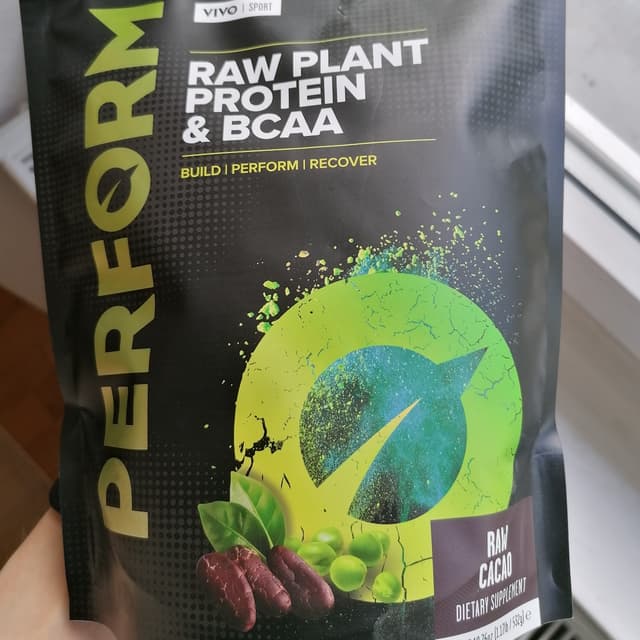 VIVO | SPORT
PERFORM
RAW PLANT
PROTEIN
& BCAA
BUILD | PERFORM | RECOVER
RAW
CACAO
DIETARY SUPPLEMENT